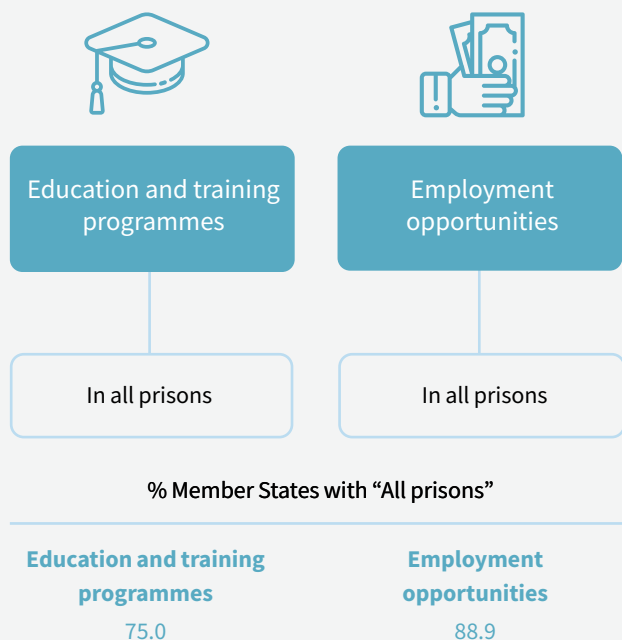 Education and training
programmes
Employment
opportunities
In all prisons
In all prisons
% Member States with “All prisons”
Education and training
programmes
75.0
Employment
opportunities
88.9